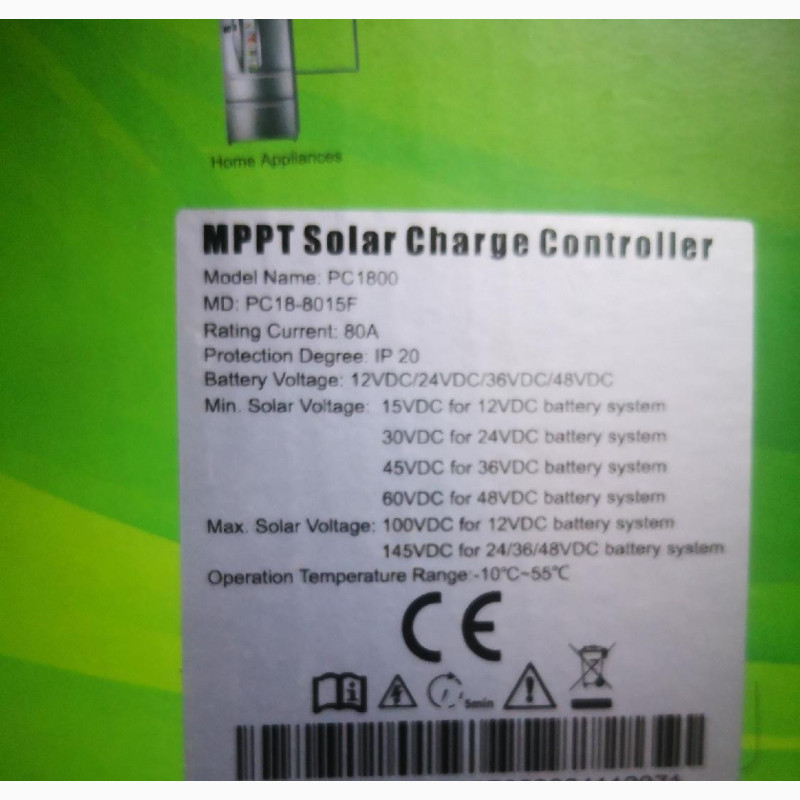 Home Appliances
MPPT Solar Charge Controller
Model Name: PC1800
MD: PC18-8015F
Rating Current: 80A
Protection Degree: IP 20
Battery Voltage: 12VDC/24VDC/36VDC/48VDC
Min. Solar Voltage: 15VDC for 12VDC battery system
30VDC for 24VDC battery system
45VDC for 36VDC battery system
60VDC for 48VDC battery system
Max. Solar Voltage: 100VDC for 12VDC battery system
145VDC for 24/36/48VDC battery system
Operation Temperature Range:-10℃~55℃
CE
5min